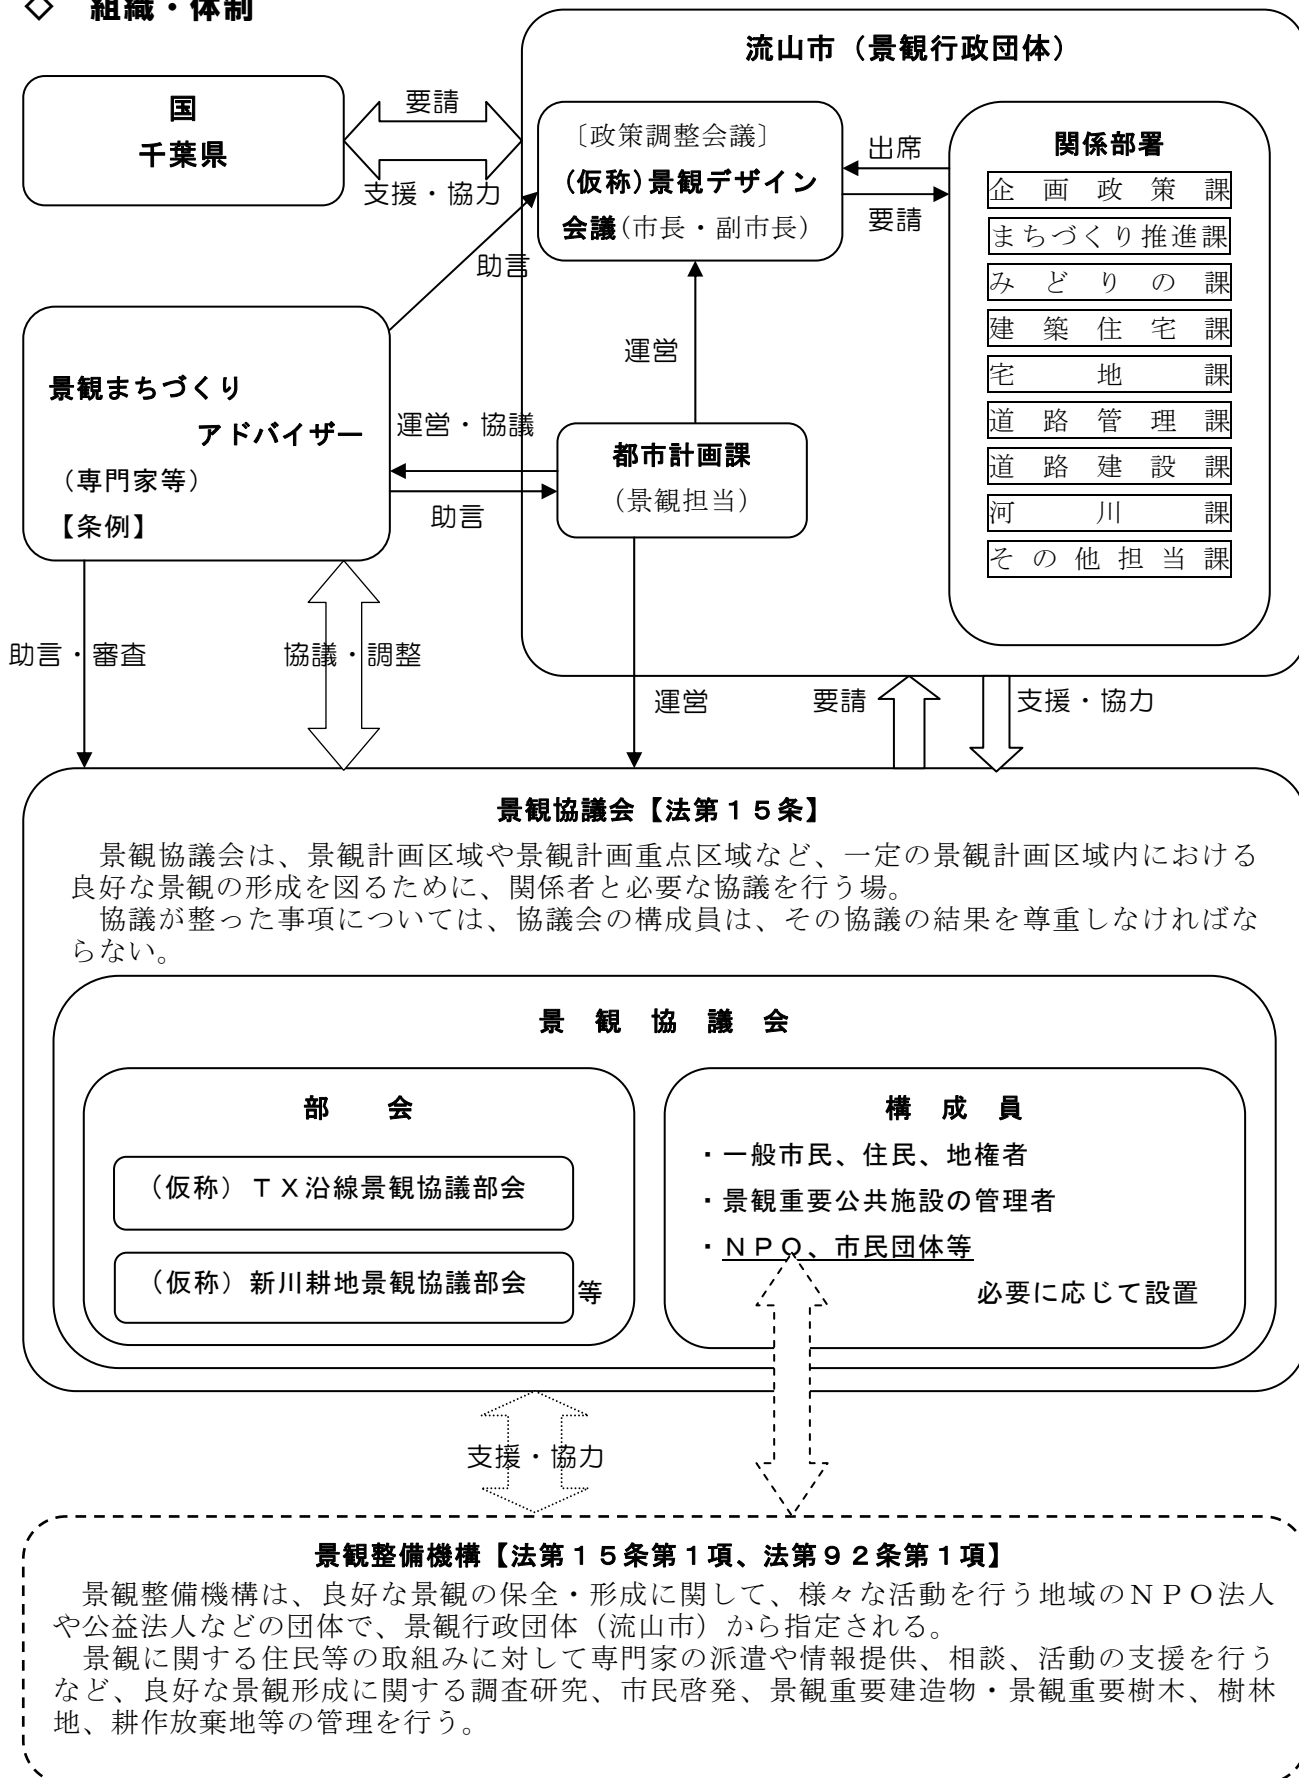 ◇ 組織・体制
流山市（景観行政団体）
国
千葉県
要請
支援・協力
〔政策調整会議〕
(仮称)景観デザイン
会議(市長・副市長)
出席
要請
関係部署
企画政策課
まちづくり推進課
みどりの課
建築住宅課
宅地課
道路管理課
道路建設課
河川課
その他担当課
助言
運営
景観まちづくり
アドバイザー
（専門家等）
【条例】
運営・協議
助言
都市計画課
（景観担当）
助言・審査
協議・調整
運営
要請
支援・協力
景観協議会【法第１５条】
景観協議会は、景観計画区域や景観計画重点区域など、一定の景観計画区域内における
良好な景観の形成を図るために、関係者と必要な協議を行う場。
協議が整った事項については、協議会の構成員は、その協議の結果を尊重しなければな
らない。
景観協議会
部会
（仮称）ＴＸ沿線景観協議部会
（仮称）新川耕地景観協議部会
等
構成員
・一般市民、住民、地権者
・景観重要公共施設の管理者
・ＮＰＯ、市民団体等
必要に応じて設置
支援・協力
景観整備機構【法第１５条第１項、法第９２条第１項】
景観整備機構は、良好な景観の保全・形成に関して、様々な活動を行う地域のＮＰＯ法人
や公益法人などの団体で、景観行政団体（流山市）から指定される。
景観に関する住民等の取組みに対して専門家の派遣や情報提供、相談、活動の支援を行う
など、良好な景観形成に関する調査研究、市民啓発、景観重要建造物・景観重要樹木、樹林
地、耕作放棄地等の管理を行う。